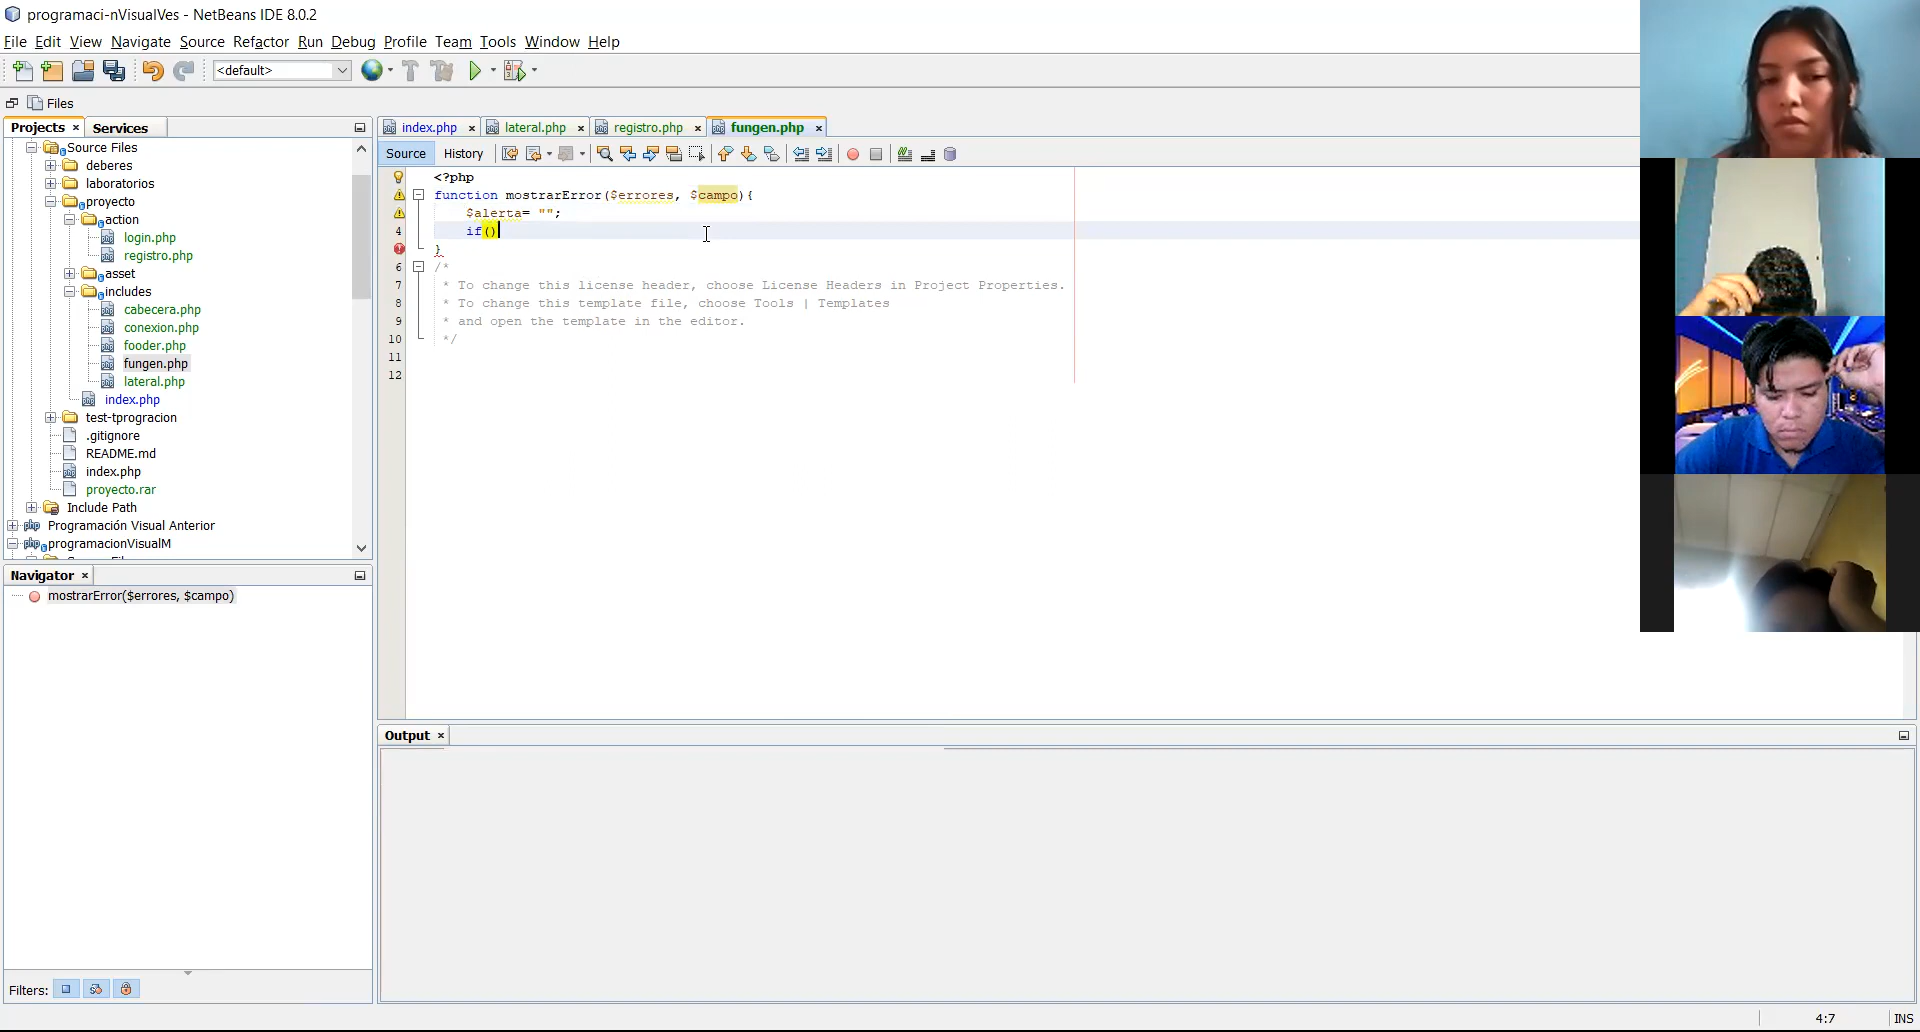 programaci-nVisualVes - NetBeans IDE 8.0.2
File Edit View Navigate Source Refactor Run Debug Profile Team Tools Window Help
<default>
Files
Projects × Services
Source Files
deberes
laboratorios
proyecto
action
login.php
registro.php
asset
includes
cabecera.php
conexion.php
fooder.php
fungen.php
lateral.php
index.php
test-tprogracion
.gitignore
README.md
index.php
proyecto.rar
Include Path
Programación Visual Anterior
programacionVisualM
Navigator ×
mostrarError($errores, $campo)
Filters:
index.php × lateral.php × registro.php × fungen.php ×
Source History
<?php
function mostrarError($errores, $campo){
$alerta= "";
4 if()
}
6 /*
7 * To change this license header, choose License Headers in Project Properties.
8 * To change this template file, choose Tools | Templates
9 * and open the template in the editor.
10 */
11
12
Output ×
4:7 INS